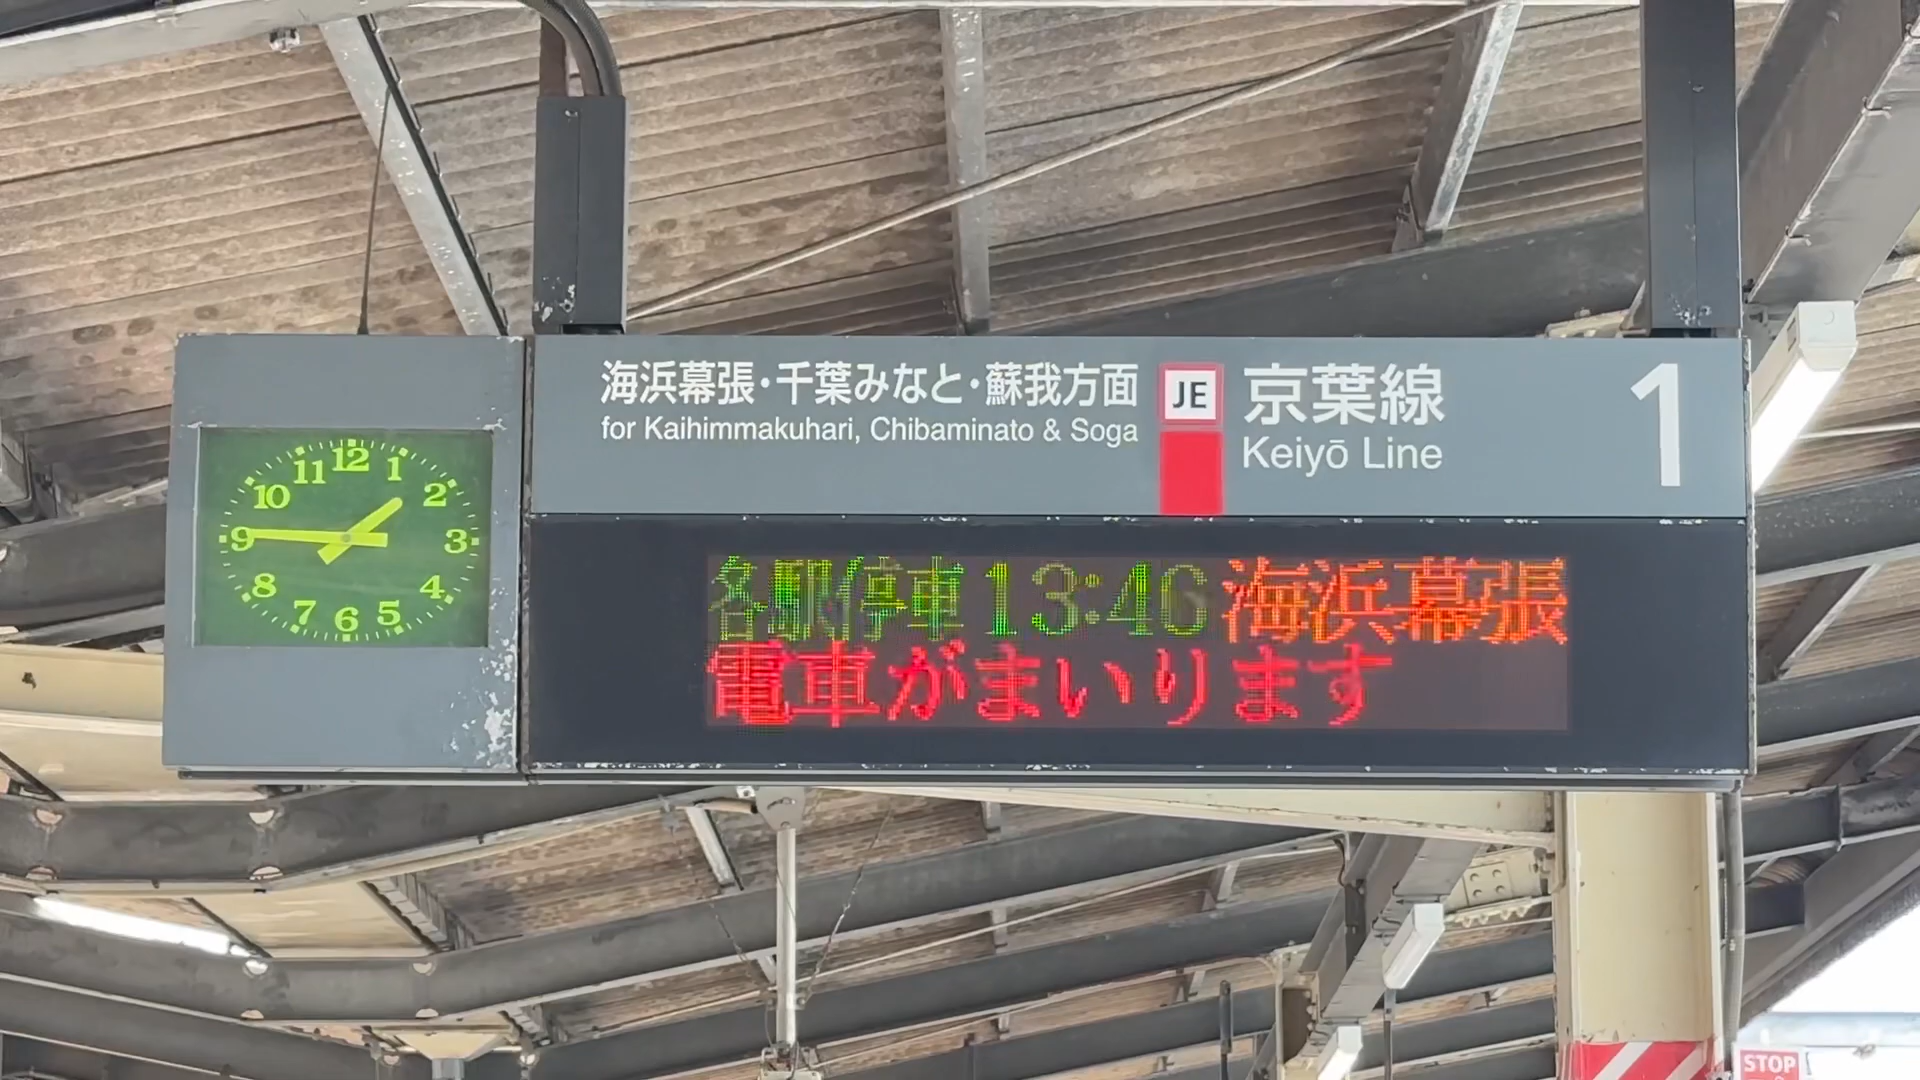 海浜幕張・千葉みなと・蘇我方面
for Kaihimmakuhari, Chibaminato & Soga
JE
京葉線
Keiyō Line
1
12
1
2
3
4
5
6
7
8
9
10
11
各駅停車 13:46 海浜幕張
電車がまいります
STOP